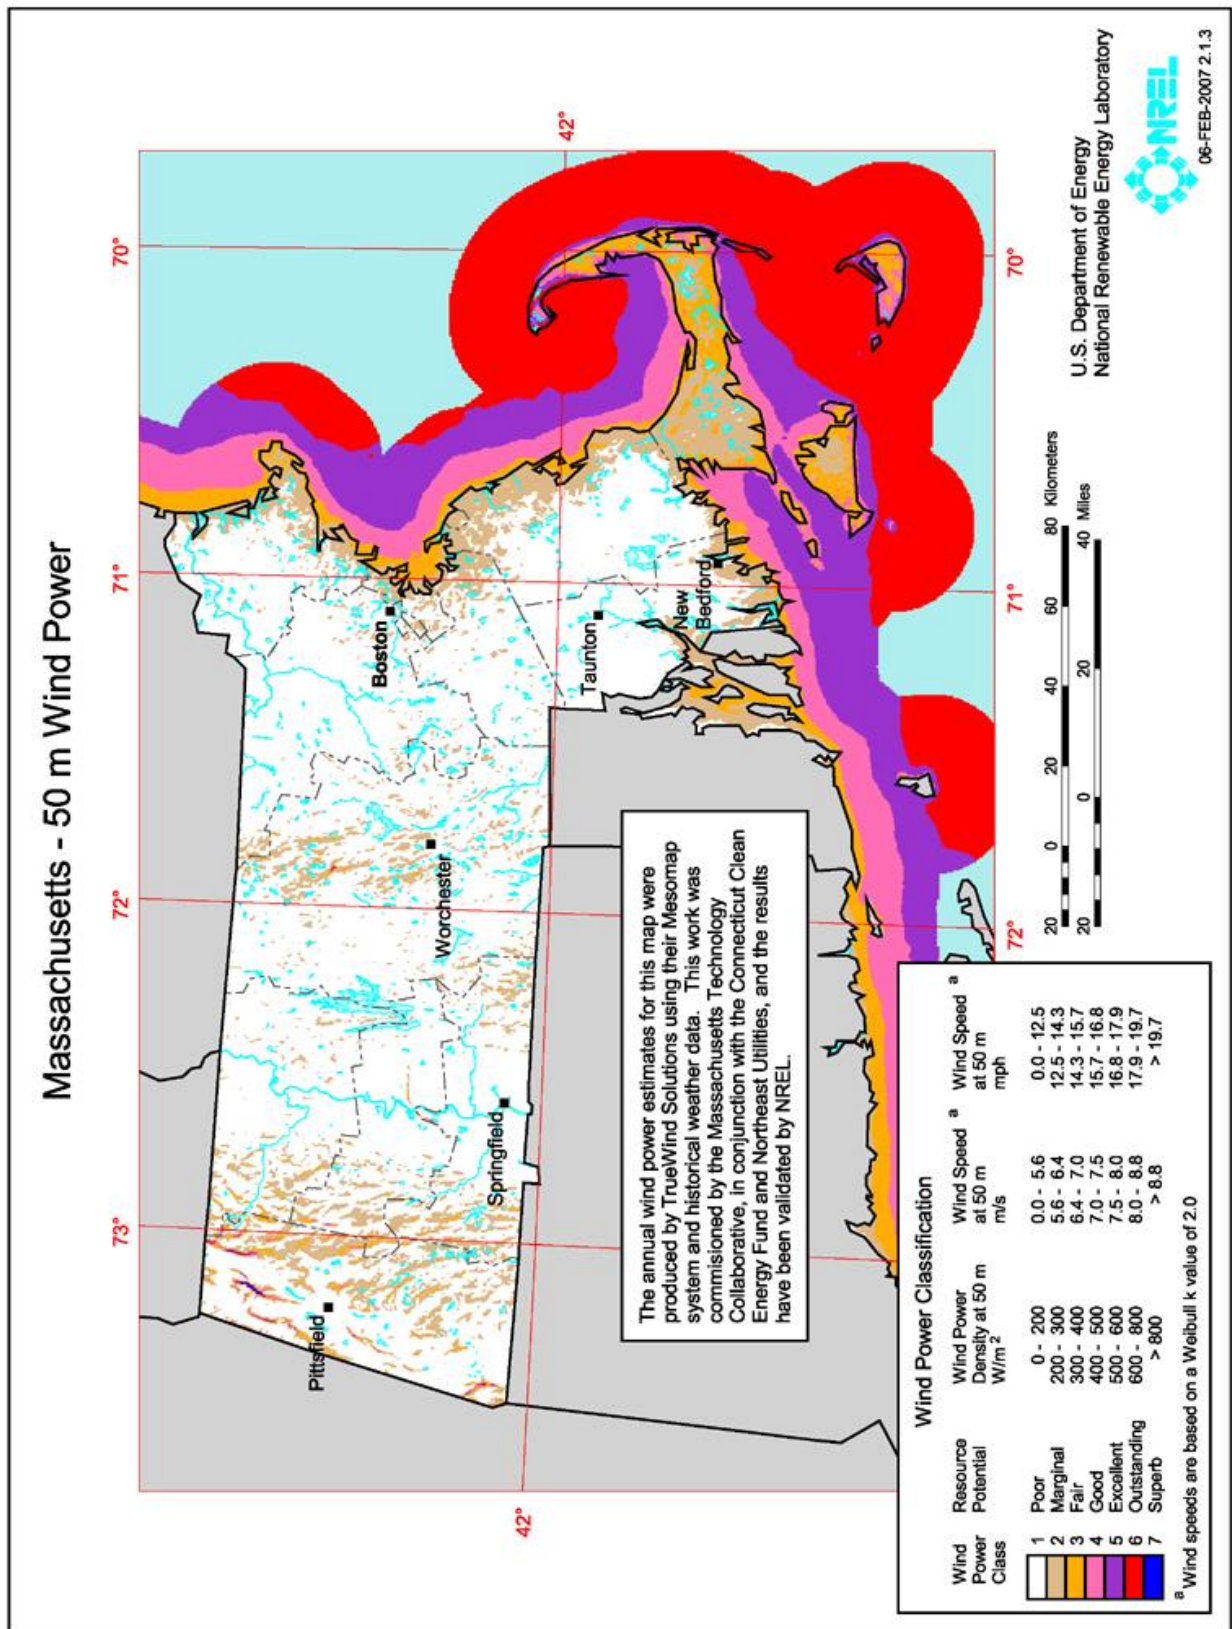 Massachusetts - 50 m Wind Power
73°
72°
71°
70°
42°
42°
72°
71°
70°
Pittsfield
Springfield
Worchester
Boston
Taunton
New
Bedford
The annual wind power estimates for this map were
produced by TrueWind Solutions using their Mesomap
system and historical weather data. This work was
commisioned by the Massachusetts Technology
Collaborative, in conjunction with the Connecticut Clean
Energy Fund and Northeast Utilities, and the results
have been validated by NREL.
Wind Power Classification
Wind Power Class Resource Potential Wind Power Density at 50 m W/m² Wind Speed a at 50 m m/s Wind Speed a at 50 m mph
1 Poor 0 - 200 0.0 - 5.6 0.0 - 12.5
2 Marginal 200 - 300 5.6 - 6.4 12.5 - 14.3
3 Fair 300 - 400 6.4 - 7.0 14.3 - 15.7
4 Good 400 - 500 7.0 - 7.5 15.7 - 16.8
5 Excellent 500 - 600 7.5 - 8.0 16.8 - 17.9
6 Outstanding 600 - 800 8.0 - 8.8 17.9 - 19.7
7 Superb > 800 > 8.8 > 19.7
a Wind speeds are based on a Weibull k value of 2.0
20 0 20 40 60 80 Kilometers
20 0 20 40 Miles
U.S. Department of Energy
National Renewable Energy Laboratory
NREL
06-FEB-2007 2.1.3